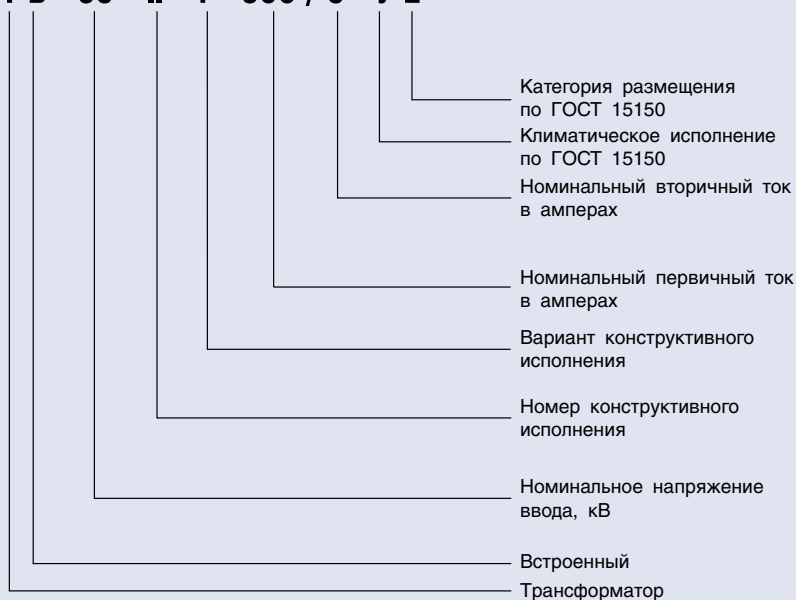 Категория размещения
по ГОСТ 15150
Климатическое исполнение
по ГОСТ 15150
Номинальный вторичный ток
в амперах
Номинальный первичный ток
в амперах
Вариант конструктивного
исполнения
Номер конструктивного
исполнения
Номинальное напряжение
ввода, кВ
Встроенный
Трансформатор